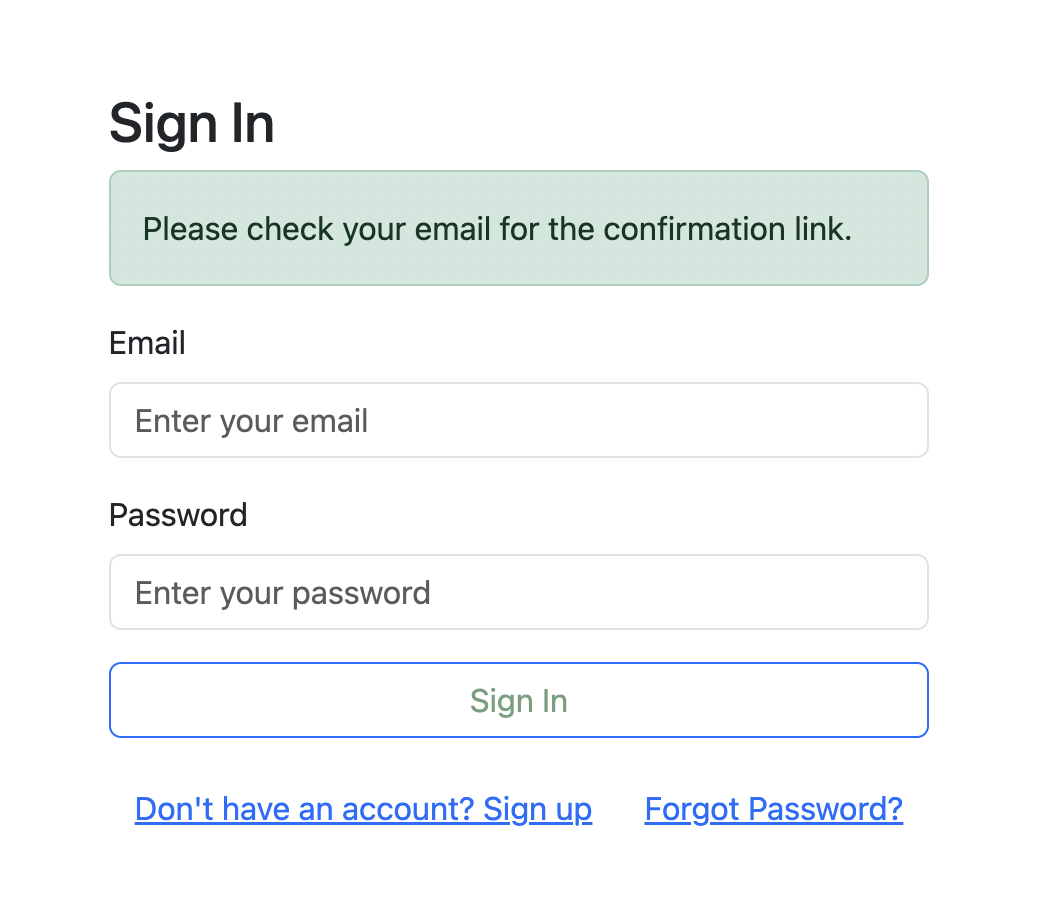 Sign In
Please check your email for the confirmation link.
Email
Enter your email
Password
Enter your password
Sign In
Don't have an account? Sign up Forgot Password?